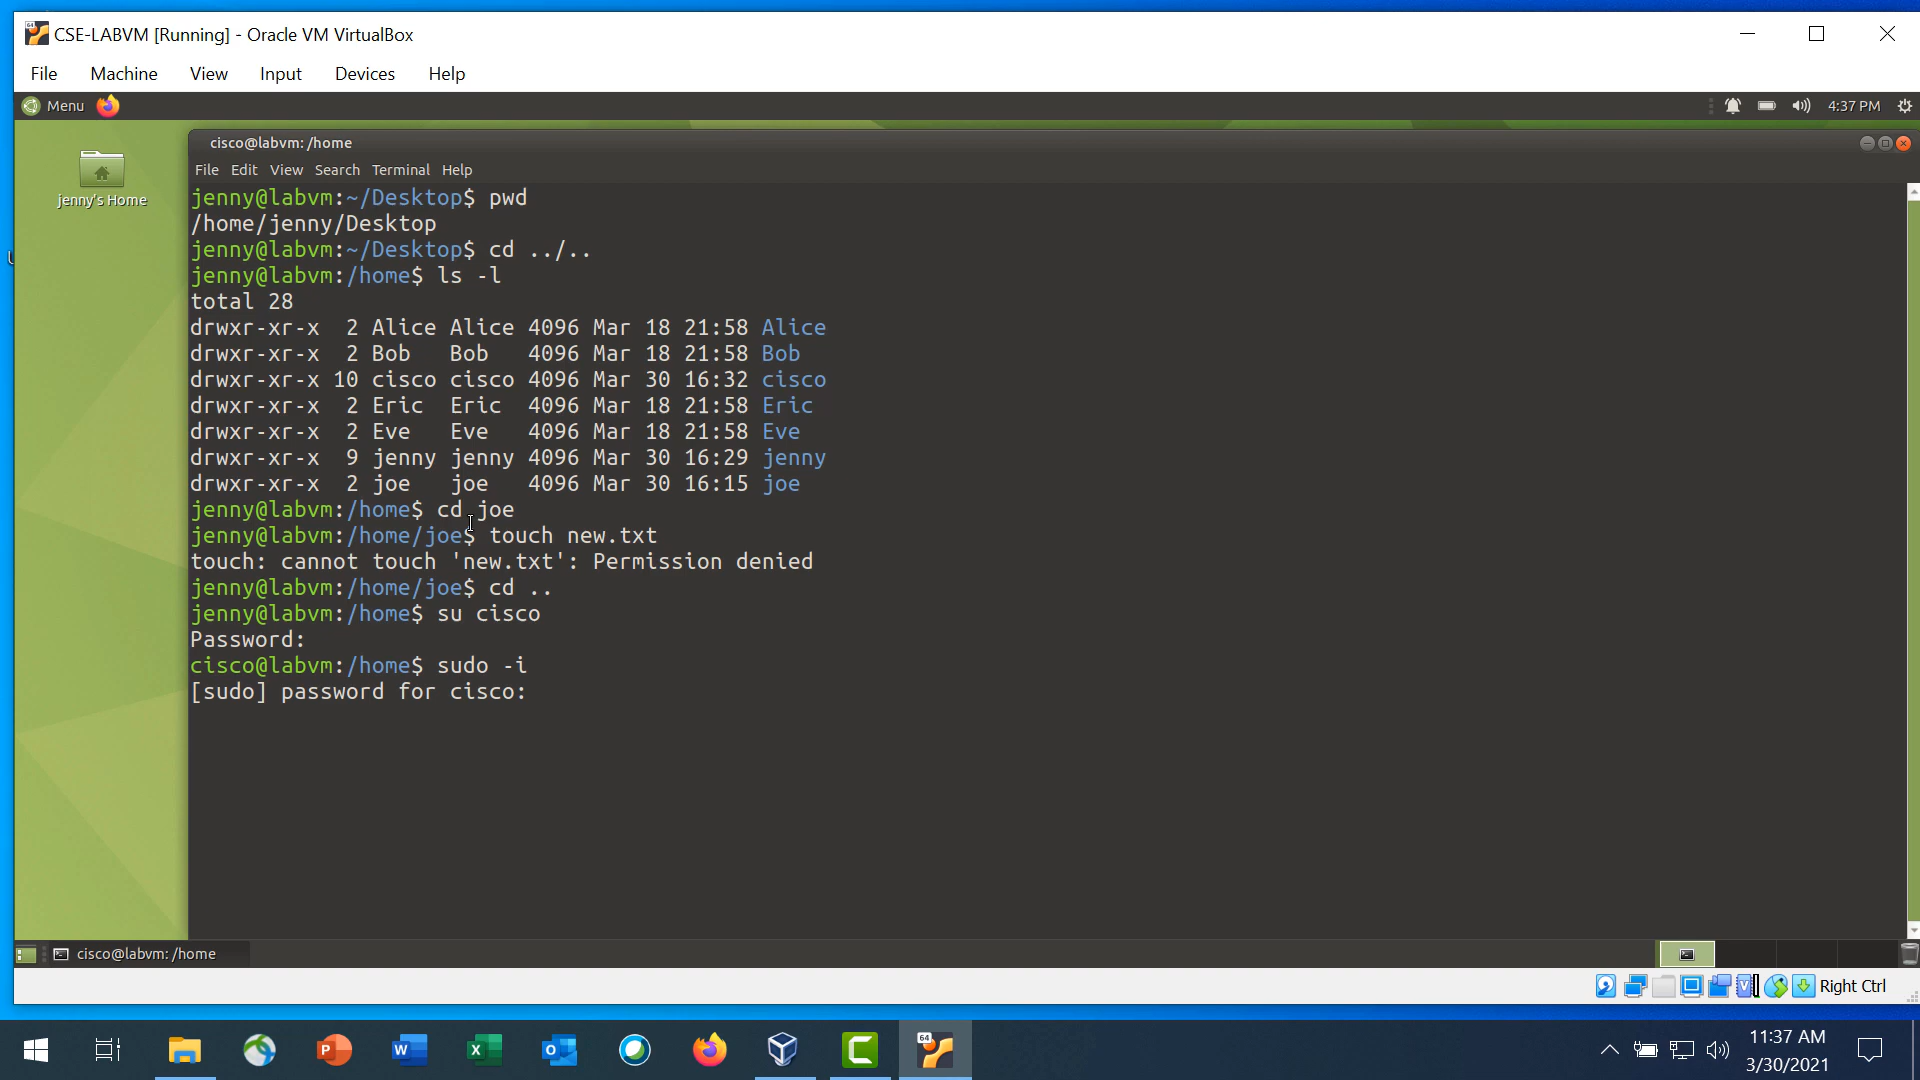 CSE-LABVM [Running] - Oracle VM VirtualBox
File Machine View Input Devices Help
Menu 4:37 PM
cisco@labvm: /home
File Edit View Search Terminal Help
jenny's Home
jenny@labvm:~/Desktop$ pwd
/home/jenny/Desktop
jenny@labvm:~/Desktop$ cd ../..
jenny@labvm:/home$ ls -l
total 28
drwxr-xr-x 2 Alice Alice 4096 Mar 18 21:58 Alice
drwxr-xr-x 2 Bob Bob 4096 Mar 18 21:58 Bob
drwxr-xr-x 10 cisco cisco 4096 Mar 30 16:32 cisco
drwxr-xr-x 2 Eric Eric 4096 Mar 18 21:58 Eric
drwxr-xr-x 2 Eve Eve 4096 Mar 18 21:58 Eve
drwxr-xr-x 9 jenny jenny 4096 Mar 30 16:29 jenny
drwxr-xr-x 2 joe joe 4096 Mar 30 16:15 joe
jenny@labvm:/home$ cd joe
jenny@labvm:/home/joe$ touch new.txt
touch: cannot touch 'new.txt': Permission denied
jenny@labvm:/home/joe$ cd ..
jenny@labvm:/home$ su cisco
Password:
cisco@labvm:/home$ sudo -i
[sudo] password for cisco:
cisco@labvm: /home
Right Ctrl
11:37 AM
3/30/2021